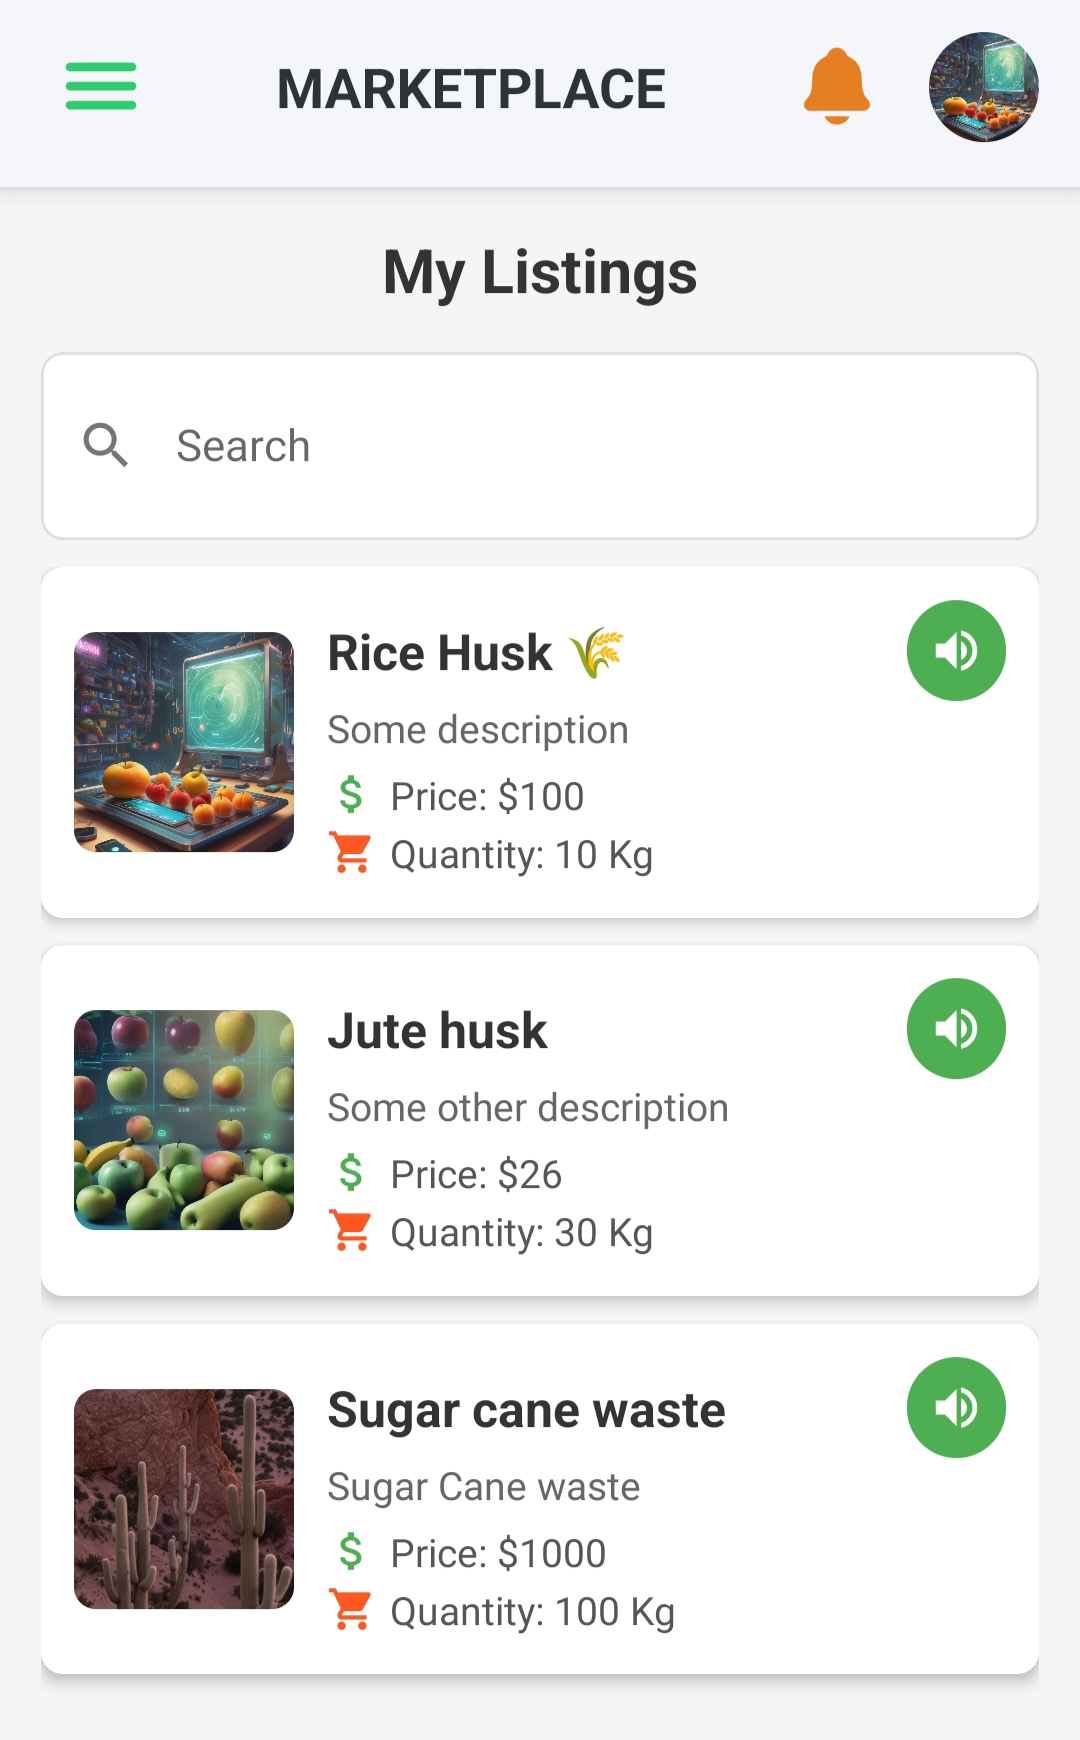 MARKETPLACE
My Listings
Search
Rice Husk 🌾
Some description
$ Price: $100
Quantity: 10 Kg
Jute husk
Some other description
$ Price: $26
Quantity: 30 Kg
Sugar cane waste
Sugar Cane waste
$ Price: $1000
Quantity: 100 Kg